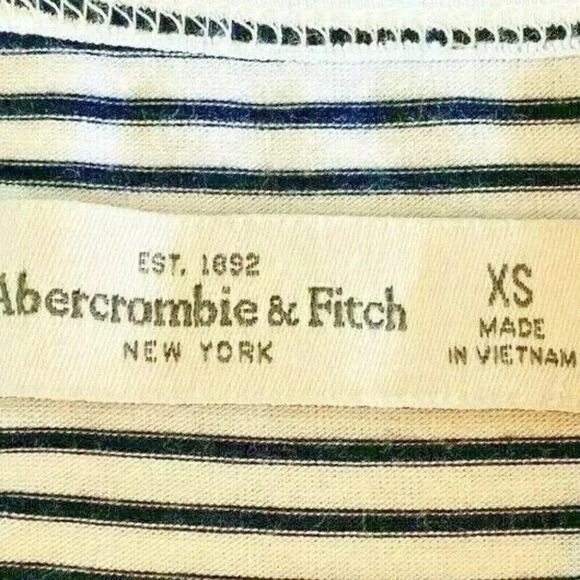 EST. 1892
Abercrombie & Fitch
NEW YORK
XS
MADE
IN VIETNAM